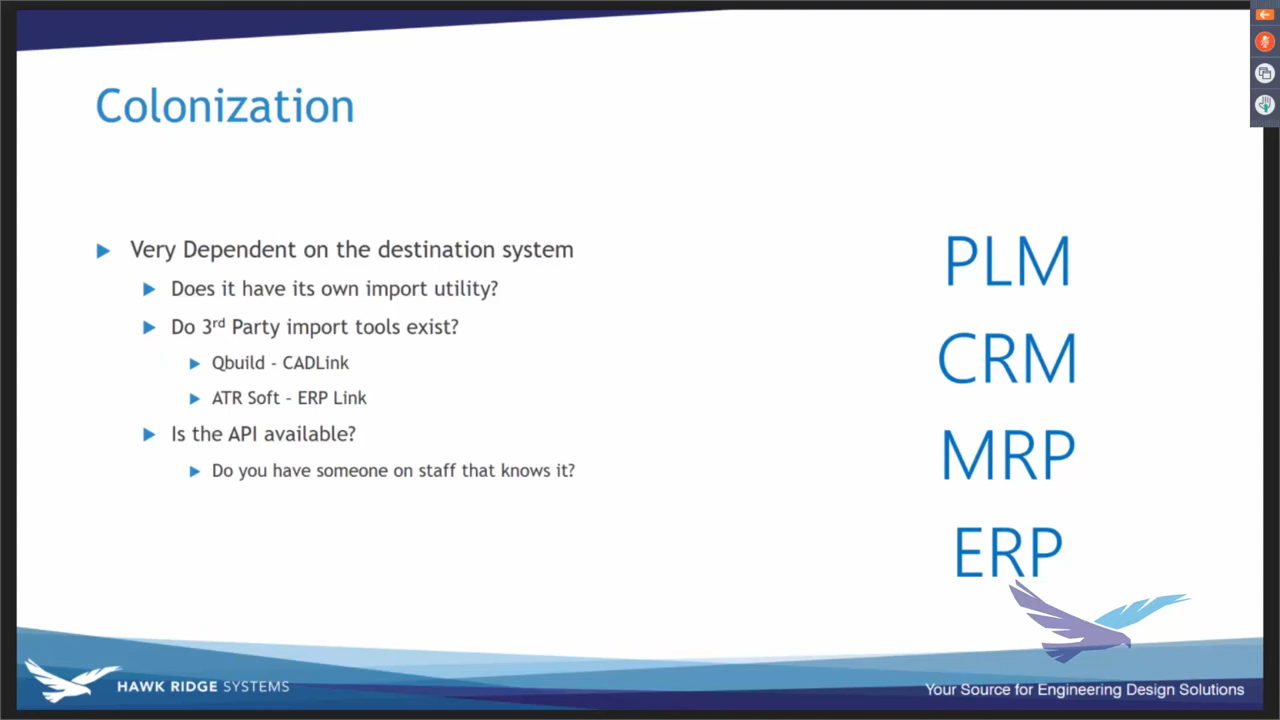 Colonization
Very Dependent on the destination system
Does it have its own import utility?
Do 3rd Party import tools exist?
Qbuild - CADLink
ATR Soft – ERP Link
Is the API available?
Do you have someone on staff that knows it?
PLM
CRM
MRP
ERP
HAWK RIDGE SYSTEMS
Your Source for Engineering Design Solutions